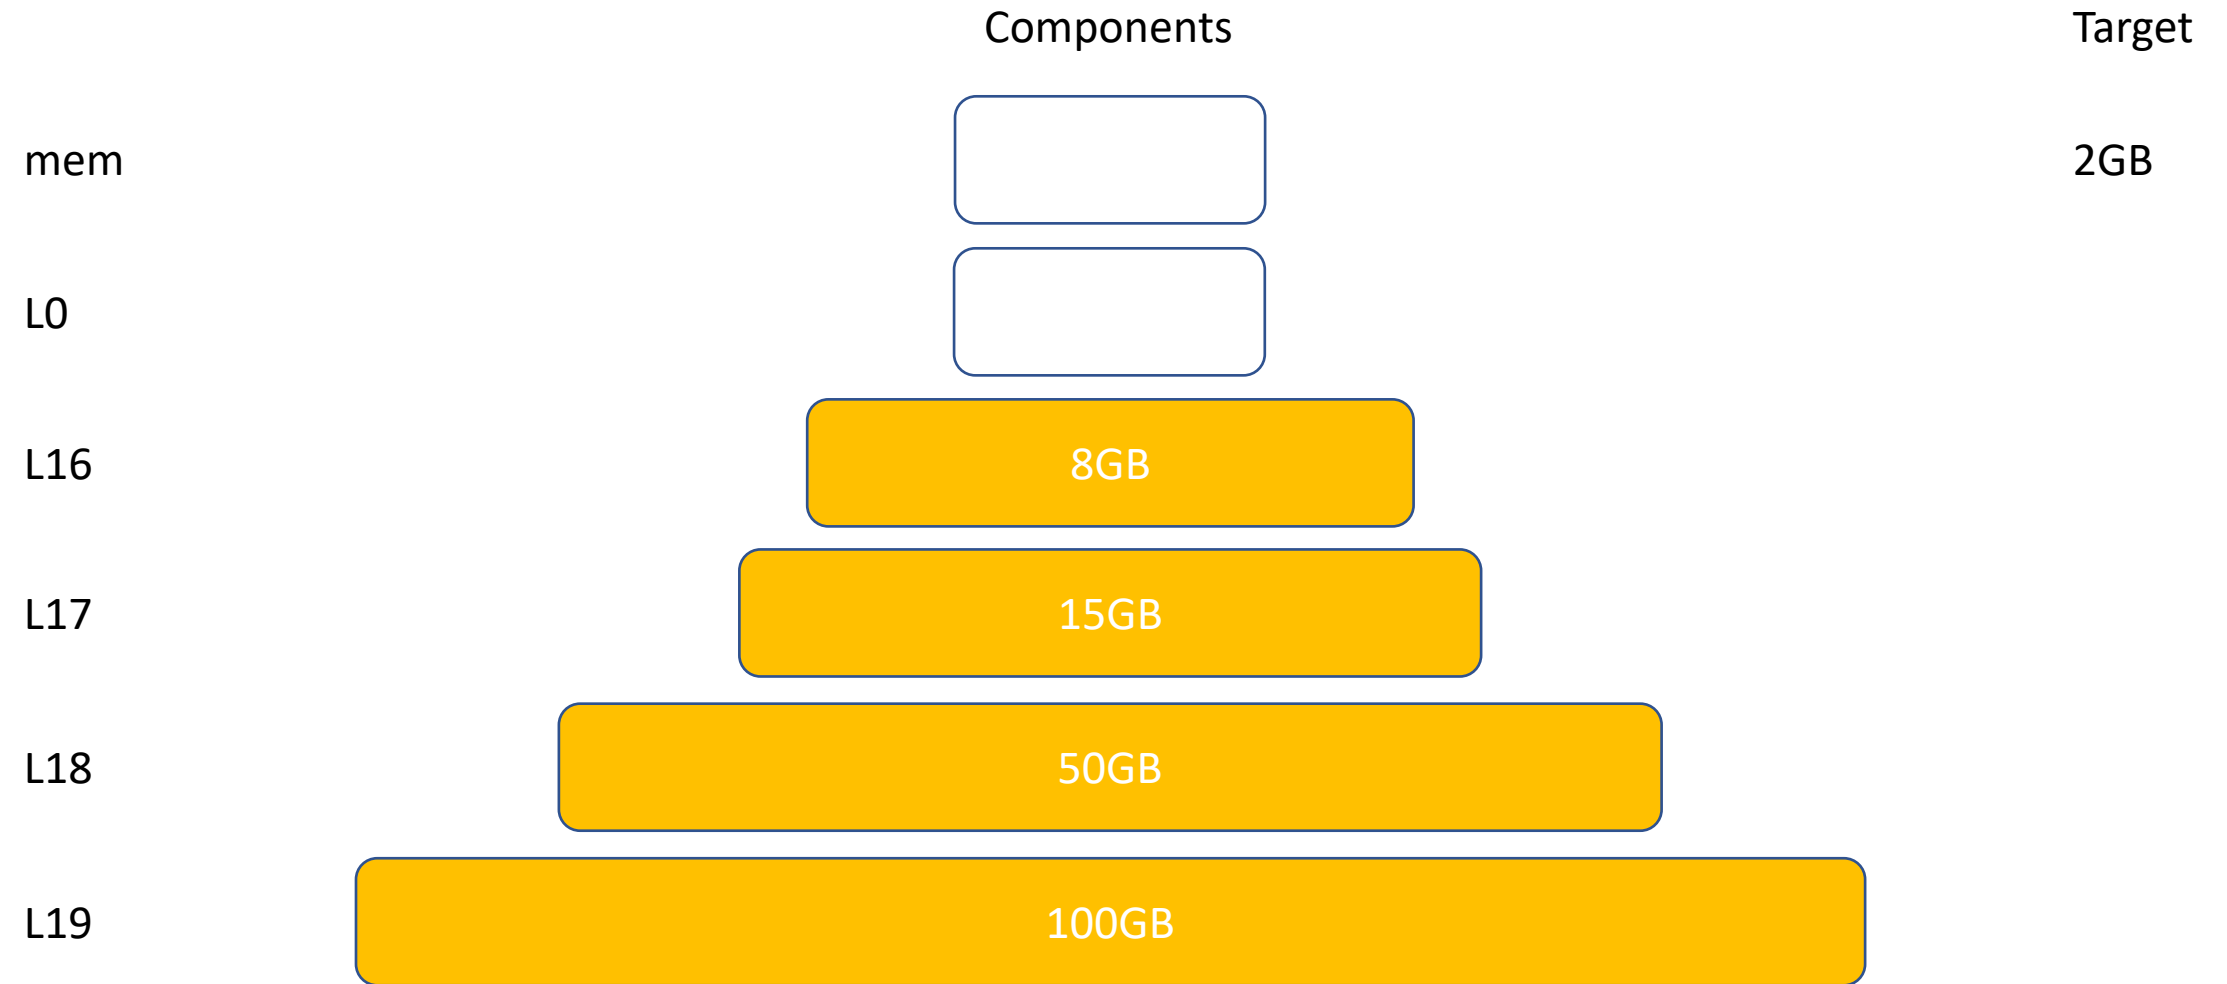 Components Target
mem 2GB
L0
L16 8GB
L17 15GB
L18 50GB
L19 100GB